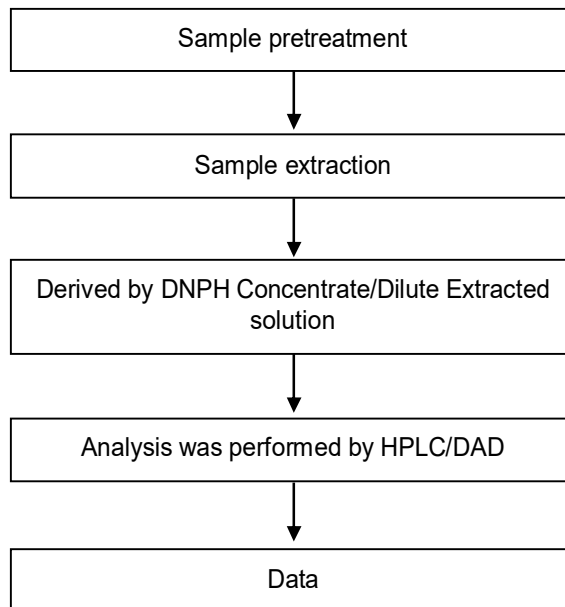 Sample pretreatment
Sample extraction
Derived by DNPH Concentrate/Dilute Extracted
solution
Analysis was performed by HPLC/DAD
Data